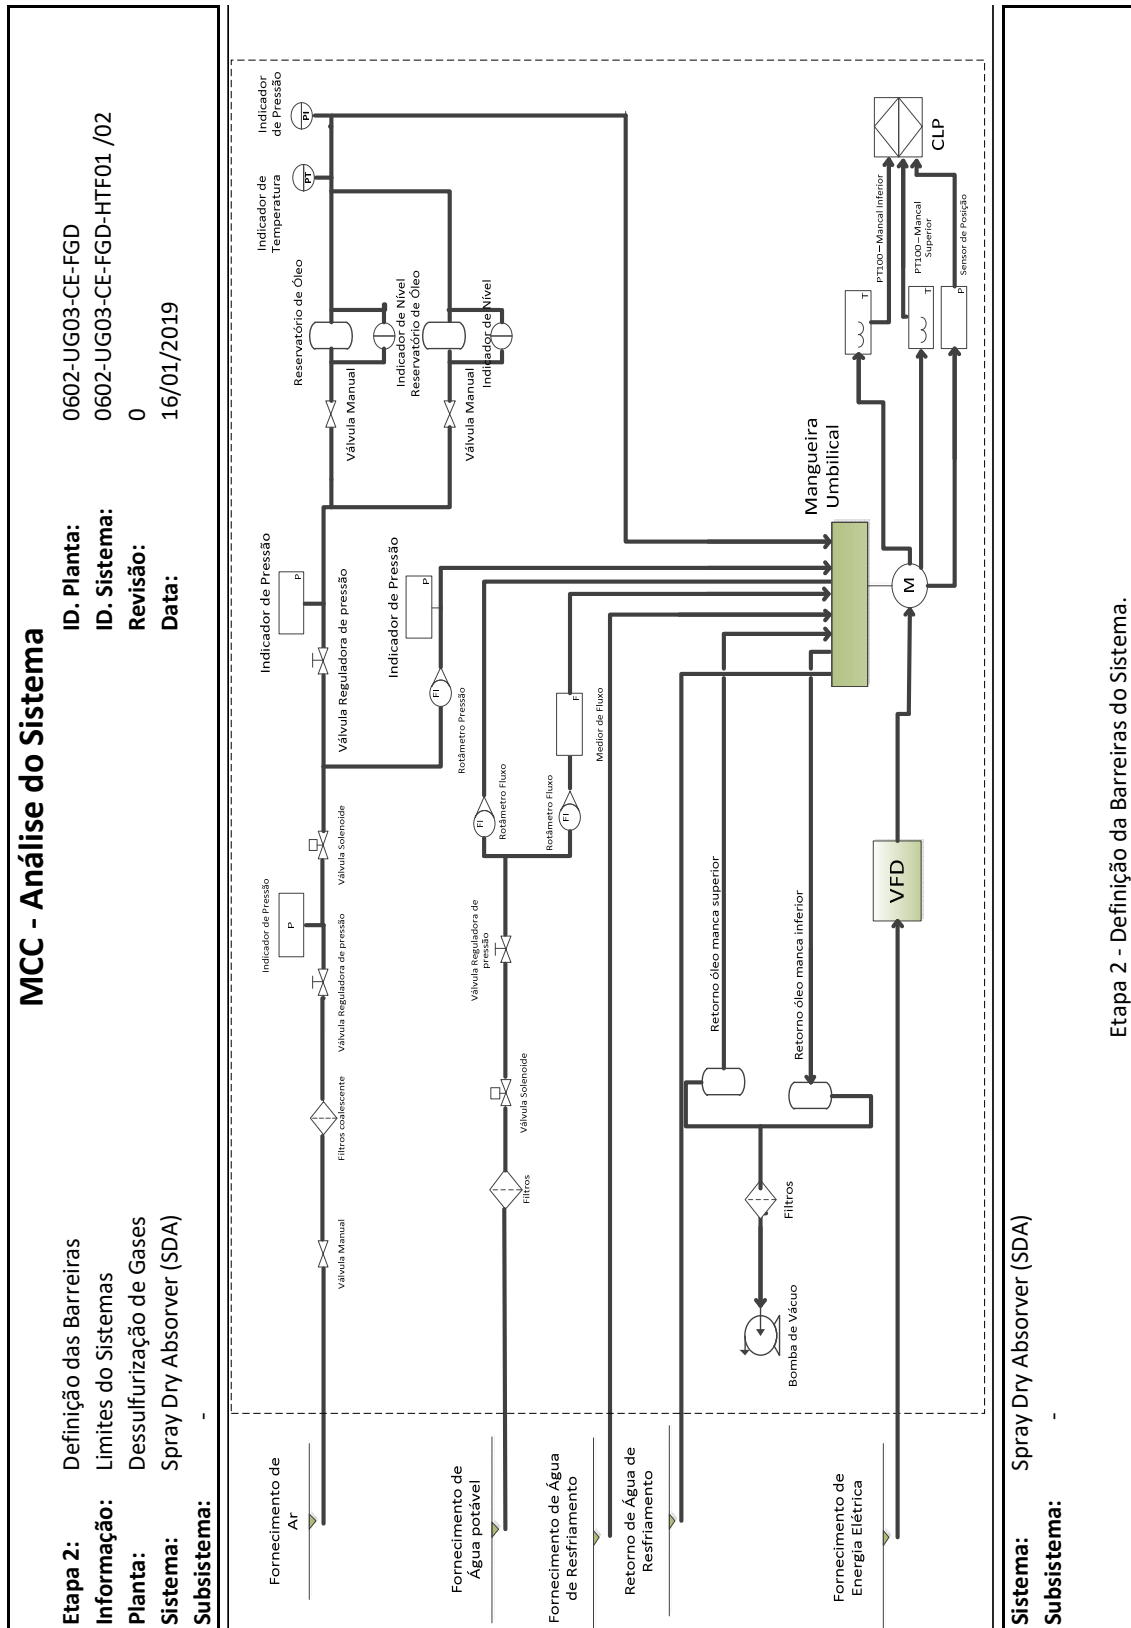 MCC - Análise do Sistema
Etapa 2: Definição das Barreiras
Informação: Limites do Sistemas
Planta: Dessulfurização de Gases
Sistema: Spray Dry Absorver (SDA)
Subsistema: -
ID. Planta: 0602-UG03-CE-FGD
ID. Sistema: 0602-UG03-CE-FGD-HTF01 /02
Revisão: 0
Data: 16/01/2019
Fornecimento de
Ar
Válvula Manual
Filtros coalescente
Válvula Reguladora de pressão
Indicador de Pressão
P
Válvula Solenoide
Válvula Reguladora de pressão
Indicador de Pressão
P
Indicador de Pressão
P
FI
Rotâmetro Pressão
Válvula Manual
Reservatório de Óleo
Indicador de Nível
Válvula Manual
Reservatório de Óleo
Indicador de Nível
Indicador de
Temperatura
PT
Indicador
de Pressão
PI
Fornecimento de
Água potável
Filtros
Válvula Solenoide
Válvula Reguladora de
pressão
FI
Rotâmetro Fluxo
FI
Rotâmetro Fluxo
F
Medior de Fluxo
Fornecimento de Água
de Resfriamento
Retorno de Água de
Resfriamento
Retorno óleo manca superior
Retorno óleo manca inferior
Filtros
Bomba de Vácuo
Mangueira
Umbilical
M
Fornecimento de
Energia Elétrica
VFD
T
PT100–Mancal Inferior
T
PT100–Mancal
Superior
P
Sensor de Posição
CLP
Sistema: Spray Dry Absorver (SDA)
Subsistema: -
Etapa 2 - Definição da Barreiras do Sistema.